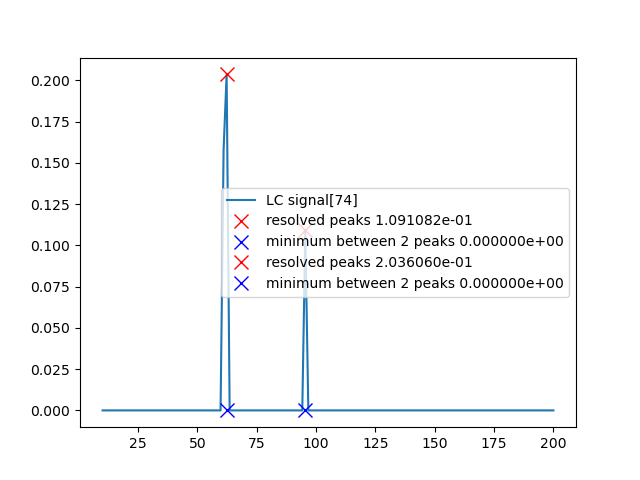 0.200
0.175
0.150
0.125
0.100
0.075
0.050
0.025
0.000
LC signal[74]
resolved peaks 1.091082e-01
minimum between 2 peaks 0.000000e+00
resolved peaks 2.036060e-01
minimum between 2 peaks 0.000000e+00
25 50 75 100 125 150 175 200